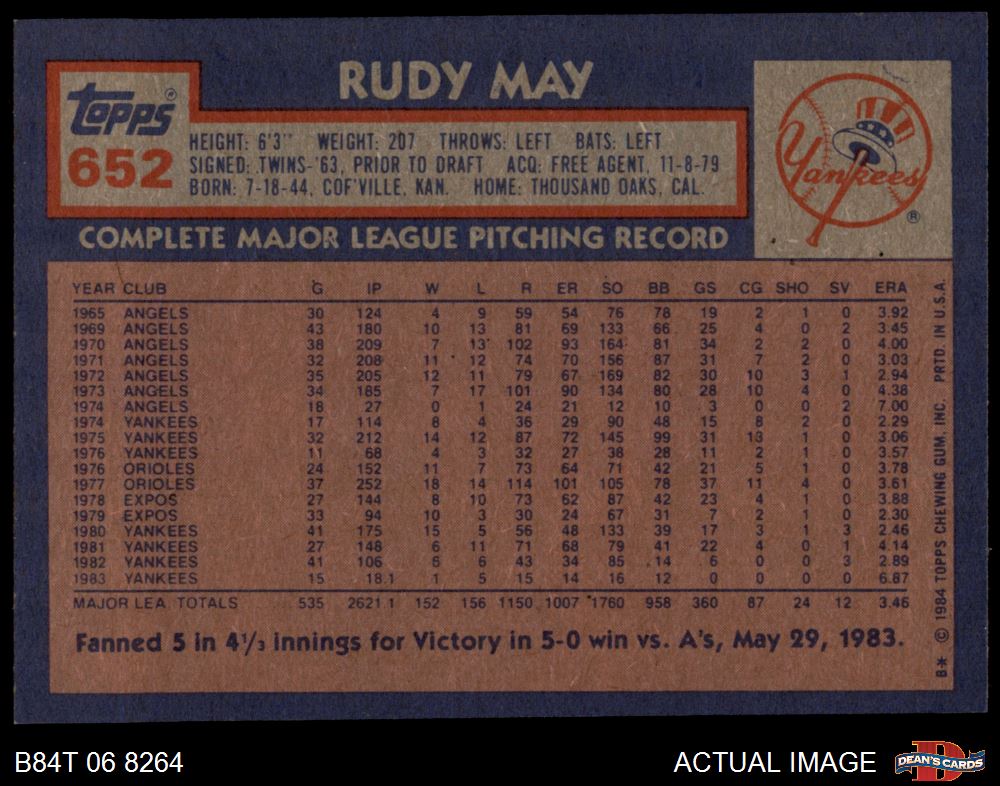 RUDY MAY
Topps®
652
HEIGHT: 6'3" WEIGHT: 207 THROWS: LEFT BATS: LEFT
SIGNED: TWINS-'63, PRIOR TO DRAFT ACQ: FREE AGENT, 11-8-79
BORN: 7-18-44, COF'VILLE, KAN. HOME: THOUSAND OAKS, CAL.
Yankees®
COMPLETE MAJOR LEAGUE PITCHING RECORD
YEAR CLUB G IP W L R ER SO BB GS CG SHO SV ERA
1965 ANGELS 30 124 4 9 59 54 76 78 19 2 1 0 3.92
1969 ANGELS 43 180 10 13 81 69 133 66 25 4 0 2 3.45
1970 ANGELS 38 209 7 13 102 93 164 81 34 2 2 0 4.00
1971 ANGELS 32 208 11 12 74 70 156 87 31 7 2 0 3.03
1972 ANGELS 35 205 12 11 79 67 169 82 30 10 3 1 2.94
1973 ANGELS 34 185 7 17 101 90 134 80 28 10 4 0 4.38
1974 ANGELS 18 27 0 1 24 21 12 10 3 0 0 2 7.00
1974 YANKEES 17 114 8 4 36 29 90 48 15 8 2 0 2.29
1975 YANKEES 32 212 14 12 87 72 145 99 31 13 1 0 3.06
1976 YANKEES 11 68 4 3 32 27 38 28 11 2 1 0 3.57
1976 ORIOLES 24 152 11 7 73 64 71 42 21 5 1 0 3.78
1977 ORIOLES 37 252 18 14 114 101 105 78 37 11 4 0 3.61
1978 EXPOS 27 144 8 10 73 62 87 42 23 4 1 0 3.88
1979 EXPOS 33 94 10 3 30 24 67 31 7 2 1 0 2.30
1980 YANKEES 41 175 15 5 56 48 133 39 17 3 1 3 2.46
1981 YANKEES 27 148 6 11 71 68 79 41 22 4 0 1 4.14
1982 YANKEES 41 106 6 6 43 34 85 14 6 0 0 3 2.89
1983 YANKEES 15 18.1 1 5 15 14 16 12 0 0 0 0 6.87
MAJOR LEA. TOTALS 535 2621.1 152 156 1150 1007 1760 958 360 87 24 12 3.46
Fanned 5 in 4⅓ innings for Victory in 5-0 win vs. A's, May 29, 1983.
B* © 1984 TOPPS CHEWING GUM, INC. PRTD. IN U.S.A.
B84T 06 8264
ACTUAL IMAGE
D
DEAN'S CARDS